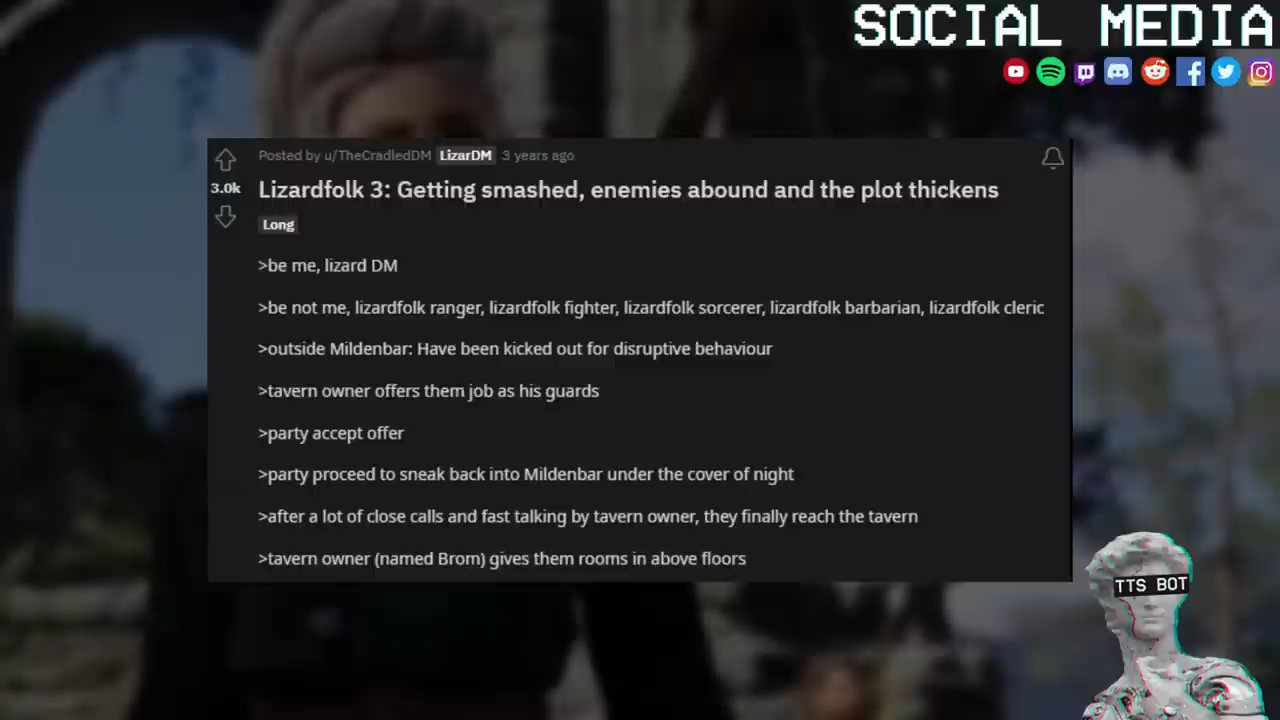 SOCIAL MEDIA
Posted by u/TheCradledDM LizarDM 3 years ago
3.0k
Lizardfolk 3: Getting smashed, enemies abound and the plot thickens
Long
>be me, lizard DM
>be not me, lizardfolk ranger, lizardfolk fighter, lizardfolk sorcerer, lizardfolk barbarian, lizardfolk cleric
>outside Mildenbar: Have been kicked out for disruptive behaviour
>tavern owner offers them job as his guards
>party accept offer
>party proceed to sneak back into Mildenbar under the cover of night
>after a lot of close calls and fast talking by tavern owner, they finally reach the tavern
>tavern owner (named Brom) gives them rooms in above floors
TTS BOT